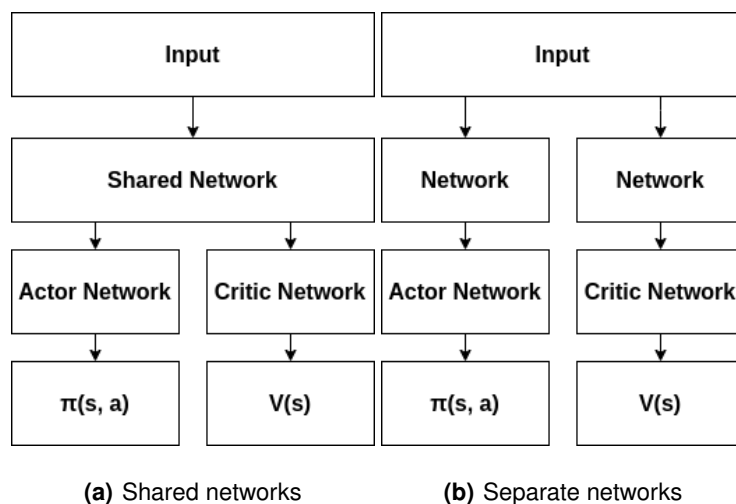 Input
Shared Network
Actor Network
Critic Network
π(s, a)
V(s)
(a) Shared networks
Input
Network
Network
Actor Network
Critic Network
π(s, a)
V(s)
(b) Separate networks